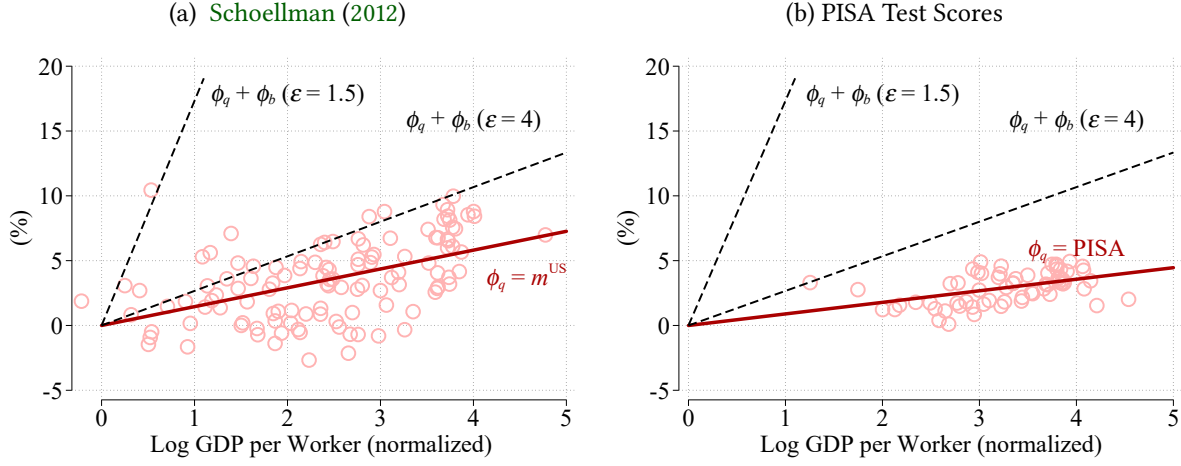 (a) Schoellman (2012)
20
15
10
5
0
-5
(%)
ϕq + ϕb (ε = 1.5)
ϕq + ϕb (ε = 4)
ϕq = mᵁˢ
0 1 2 3 4 5
Log GDP per Worker (normalized)
(b) PISA Test Scores
20
15
10
5
0
-5
(%)
ϕq + ϕb (ε = 1.5)
ϕq + ϕb (ε = 4)
ϕq = PISA
0 1 2 3 4 5
Log GDP per Worker (normalized)